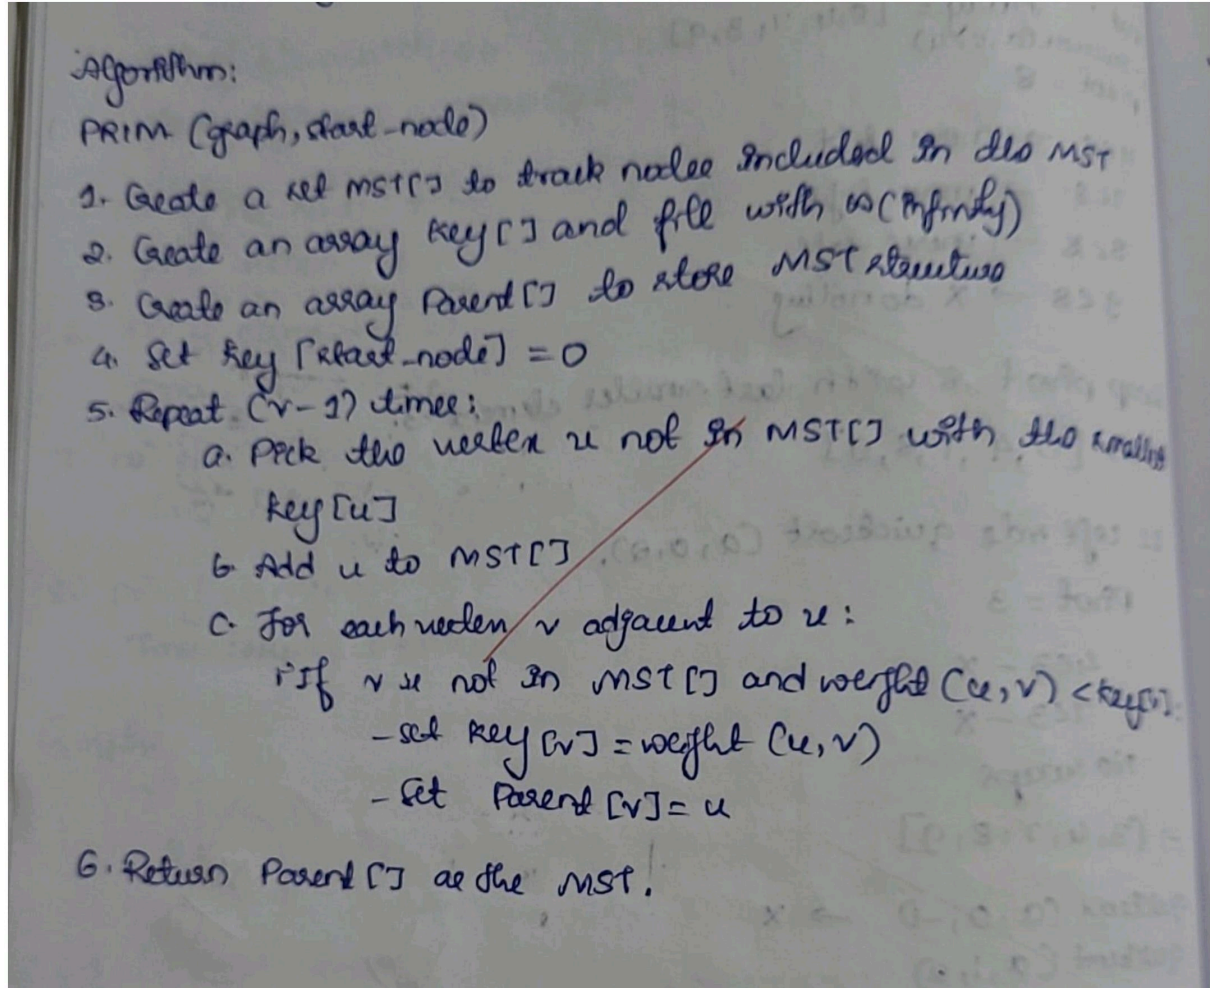 Algorithm:
PRIM (graph, start_node)
1. Create a set MST[] to track nodes included in the MST
2. Create an array key[] and fill with ∞ (infinity)
3. Create an array Parent[] to store MST structure
4. Set key [start_node] = 0
5. Repeat (v-1) times:
a. Pick the vertex u not in MST[] with the smallest
key[u]
b. Add u to MST[]
c. For each vertex v adjacent to u:
i. If v is not in MST[] and weight (u, v) < key[v].
- set key [v] = weight (u, v)
- Set Parent [v] = u
6. Return Parent [] as the MST.